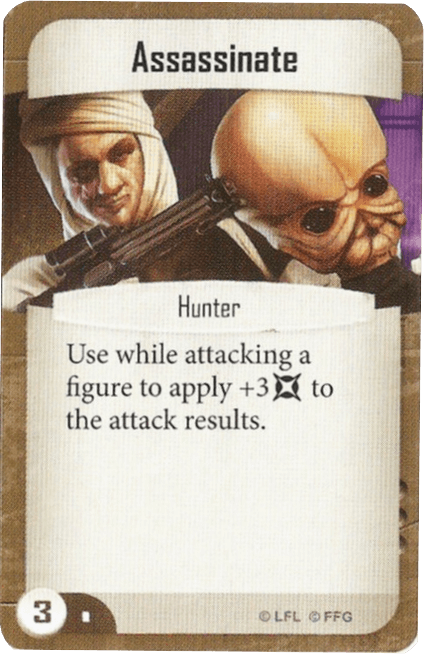 Assassinate
Hunter
Use while attacking a
figure to apply +3 to
the attack results.
3
© LFL © FFG